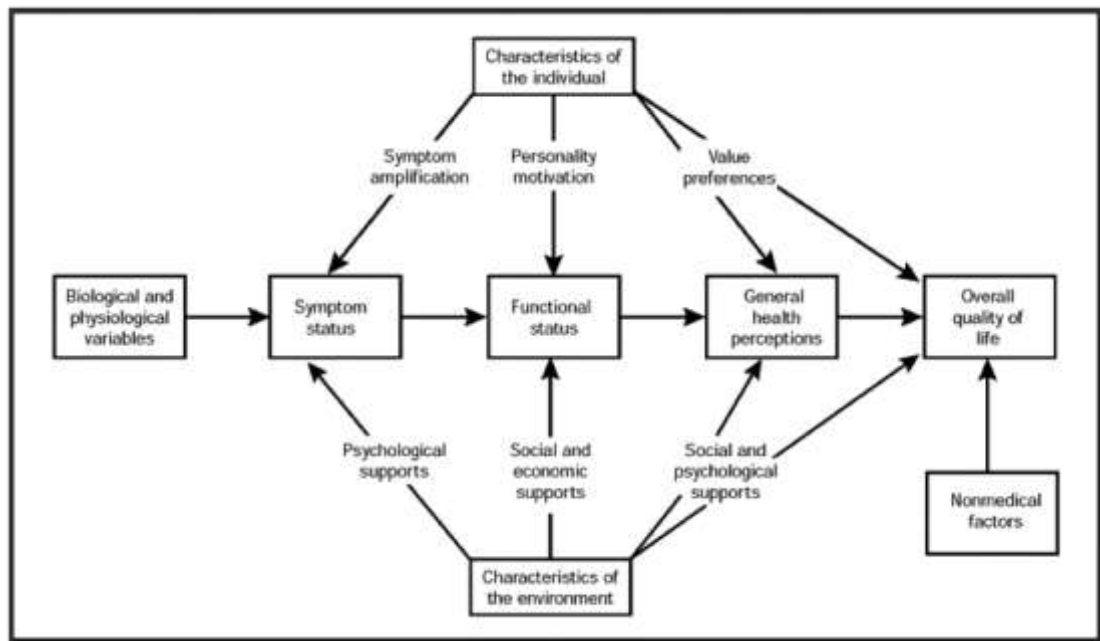 Characteristics of
the individual
Symptom
amplification
Personality
motivation
Value
preferences
Biological and
physiological
variables
Symptom
status
Functional
status
General
health
perceptions
Overall
quality of
life
Psychological
supports
Social and
economic
supports
Social and
psychological
supports
Nonmedical
factors
Characteristics of
the environment